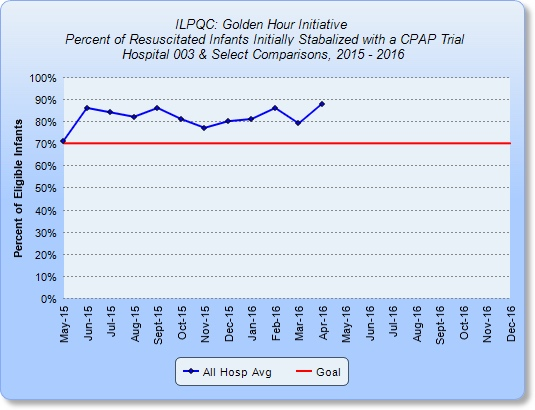 ILPQC: Golden Hour Initiative
Percent of Resuscitated Infants Initially Stabalized with a CPAP Trial
Hospital 003 & Select Comparisons, 2015 - 2016
100%
90%
80%
70%
60%
50%
40%
30%
20%
10%
0%
Percent of Eligible Infants
May-15
Jun-15
Jul-15
Aug-15
Sept-15
Oct-15
Nov-15
Dec-15
Jan-16
Feb-16
Mar-16
Apr-16
May-16
Jun-16
Jul-16
Aug-16
Sept-16
Oct-16
Nov-16
Dec-16
All Hosp Avg
Goal